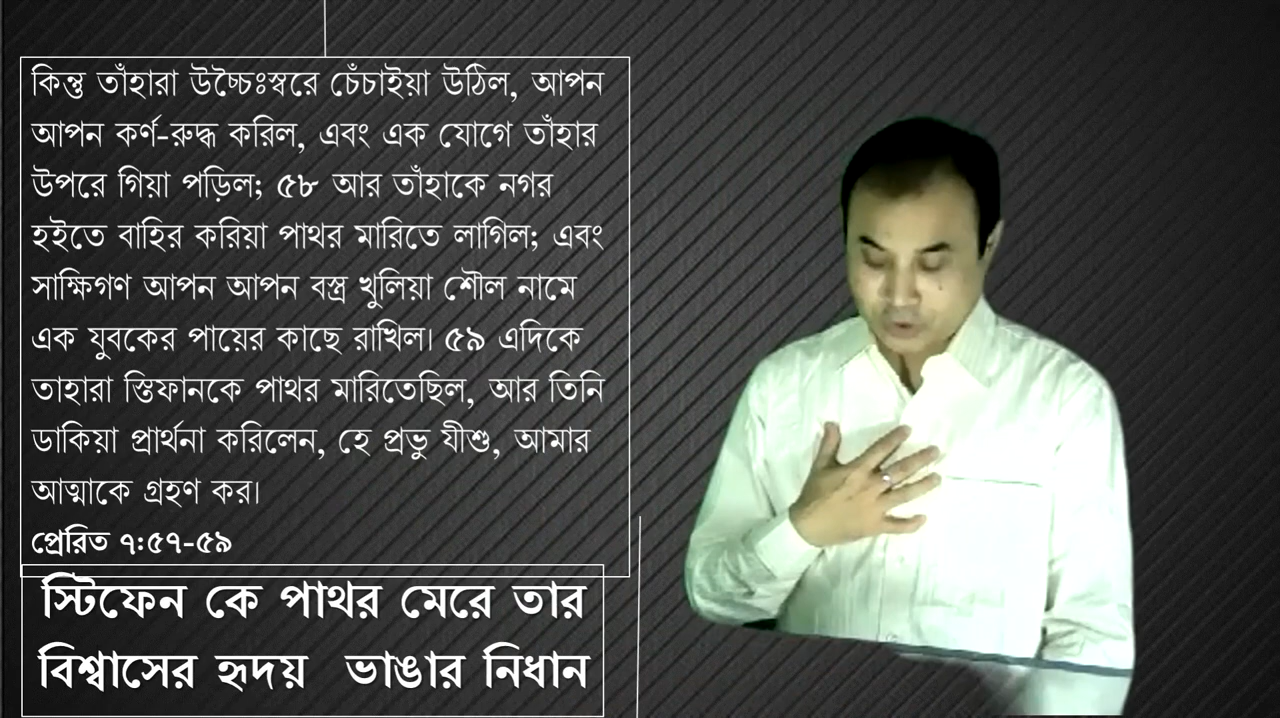 কিন্তু তাঁহারা উচ্চৈঃস্বরে চেঁচাইয়া উঠিল, আপন
আপন কর্ণ-রুদ্ধ করিল, এবং এক যোগে তাঁহার
উপরে গিয়া পড়িল; ৫৮ আর তাঁহাকে নগর
হইতে বাহির করিয়া পাথর মারিতে লাগিল; এবং
সাক্ষিগণ আপন আপন বস্ত্র খুলিয়া শৌল নামে
এক যুবকের পায়ের কাছে রাখিল। ৫৯ এদিকে
তাহারা স্তিফানকে পাথর মারিতেছিল, আর তিনি
ডাকিয়া প্রার্থনা করিলেন, হে প্রভু যীশু, আমার
আত্মাকে গ্রহণ কর।
প্রেরিত ৭:৫৭-৫৯
স্টিফেন কে পাথর মেরে তার
বিশ্বাসের হৃদয় ভাঙার নিধান